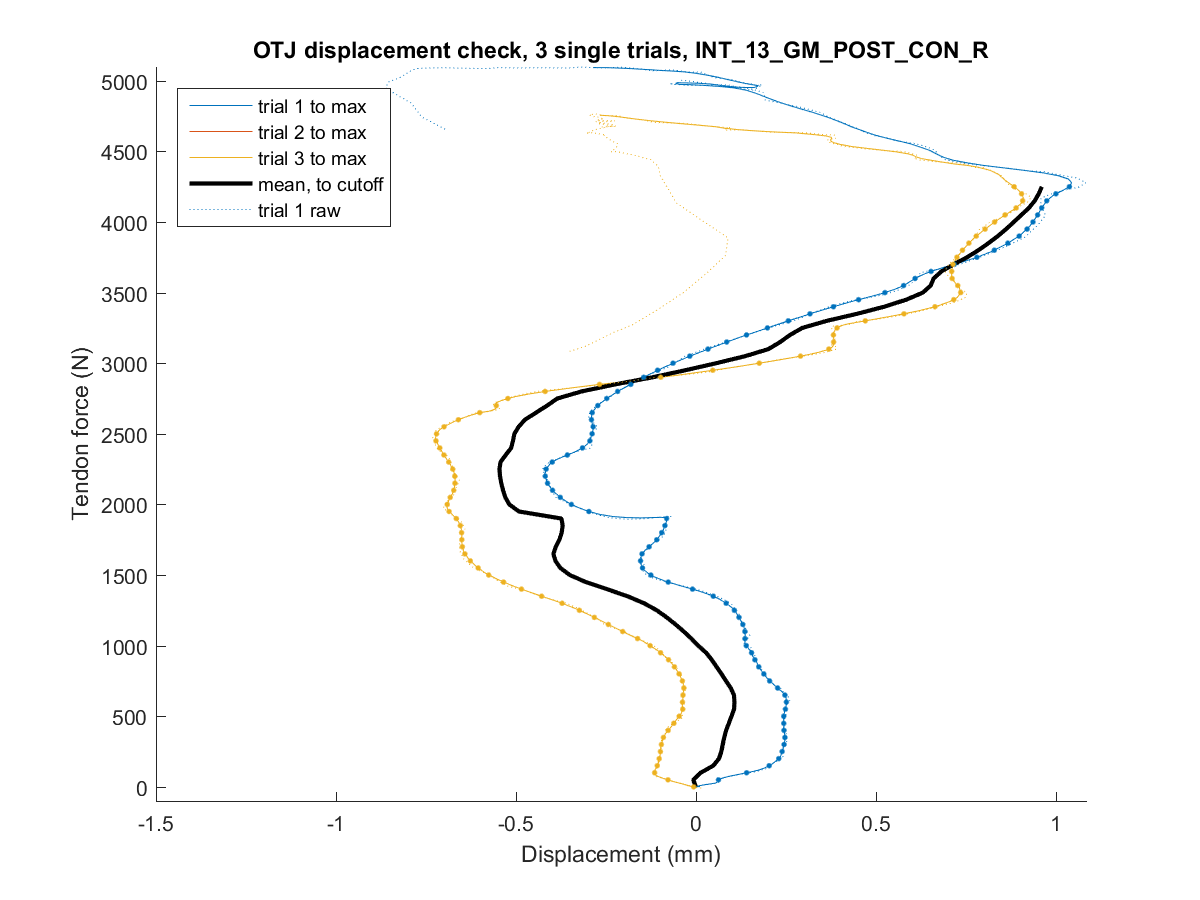 OTJ displacement check, 3 single trials, INT_13_GM_POST_CON_R
trial 1 to max
trial 2 to max
trial 3 to max
mean, to cutoff
trial 1 raw
Tendon force (N)
5000
4500
4000
3500
3000
2500
2000
1500
1000
500
0
-1.5
-1
-0.5
0
0.5
1
Displacement (mm)